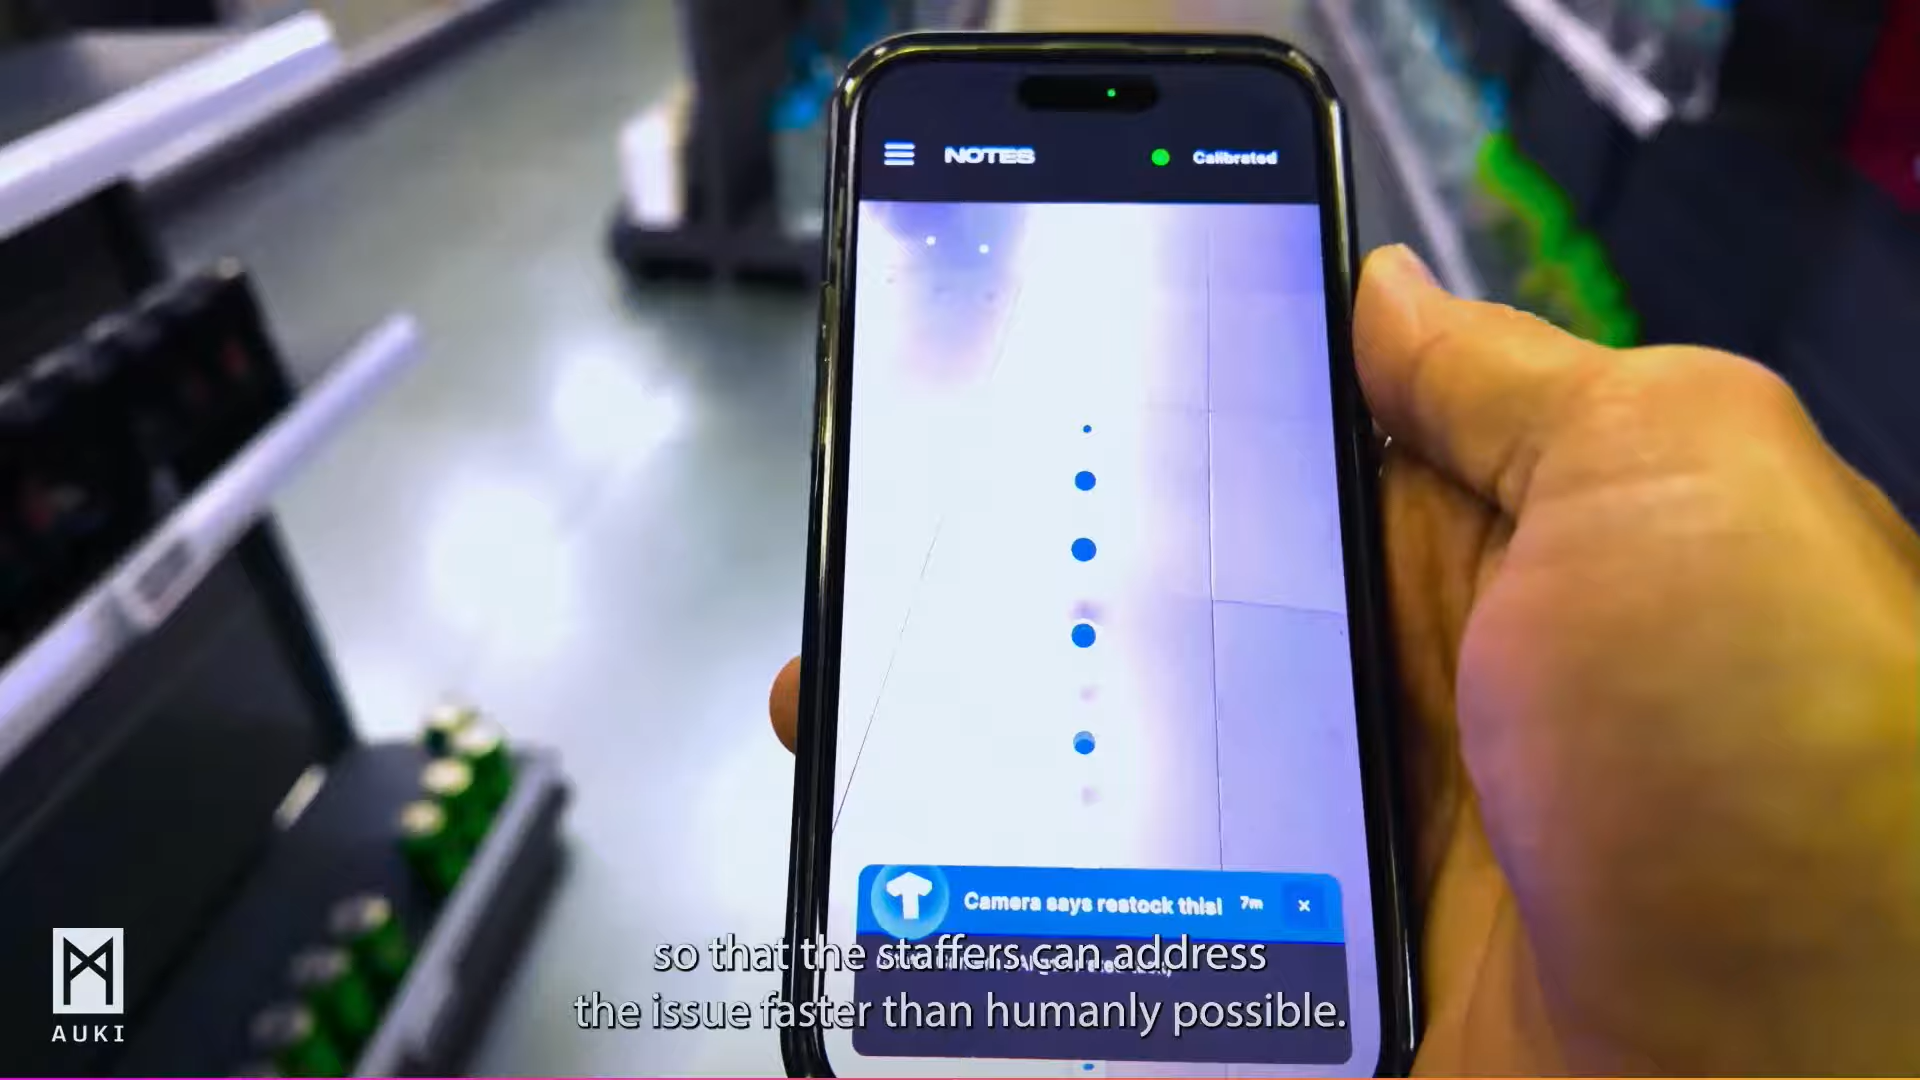 NOTES
Calibrated
Camera says restock this! 7m ×
so that the staffers can address
the issue faster than humanly possible.
AUKI